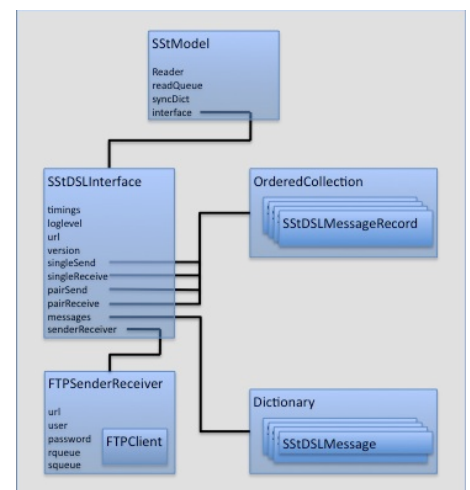 SStModel
Reader
readQueue
syncDict
interface
SStDSLInterface
timings
loglevel
url
version
singleSend
singleReceive
pairSend
pairReceive
messages
senderReceiver
OrderedCollection
SStDSLMessageRecord
FTPSenderReceiver
url
user
password
rqueue
squeue
FTPClient
Dictionary
SStDSLMessage